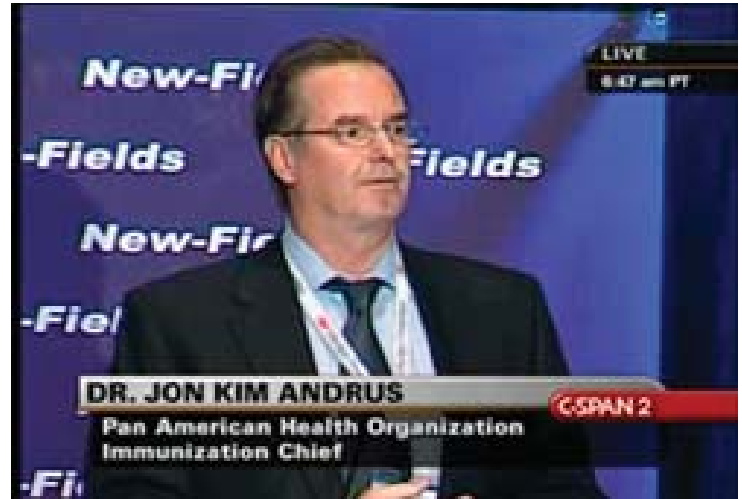 LIVE
6:47 am PT
New-Fi
-Fields
Fields
New-Fie
-Fiel
DR. JON KIM ANDRUS
C-SPAN 2
Pan American Health Organization
Immunization Chief
-Fi